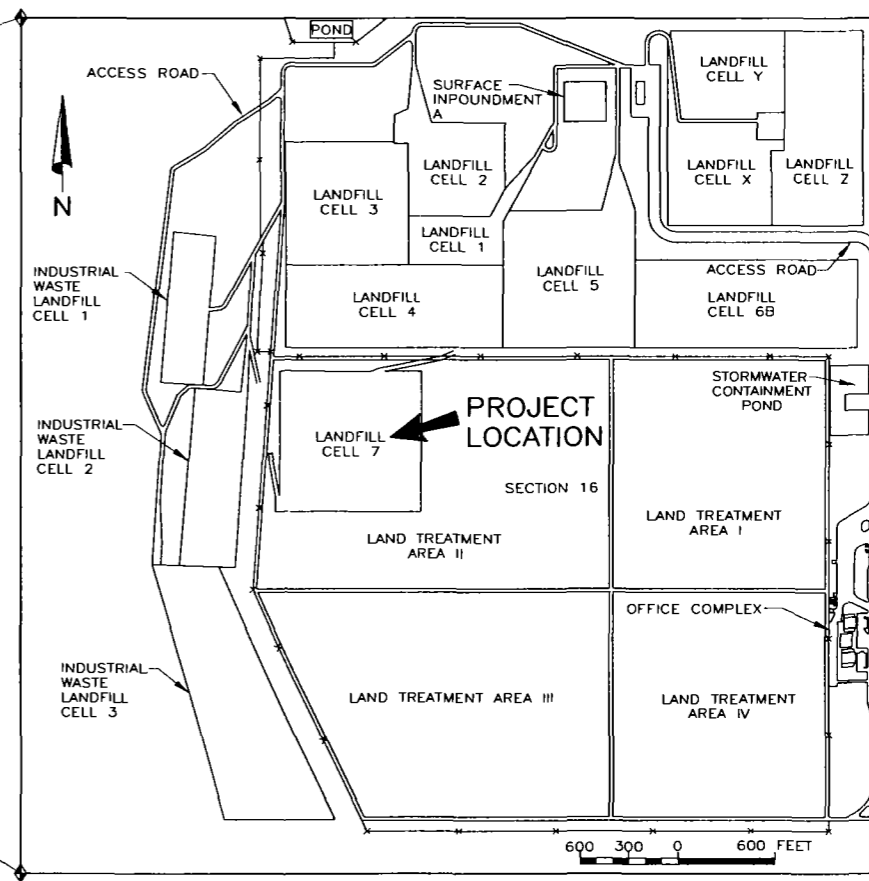 POND
ACCESS ROAD
LANDFILL
CELL Y
SURFACE
INPOUNDMENT
A
N
LANDFILL
CELL 2
LANDFILL
CELL X
LANDFILL
CELL Z
LANDFILL
CELL 3
LANDFILL
CELL 1
INDUSTRIAL
WASTE
LANDFILL
CELL 1
LANDFILL
CELL 5
ACCESS ROAD
LANDFILL
CELL 4
LANDFILL
CELL 6B
STORMWATER
CONTAINMENT
POND
PROJECT
LOCATION
INDUSTRIAL
WASTE
LANDFILL
CELL 2
LANDFILL
CELL 7
SECTION 16
LAND TREATMENT
AREA I
LAND TREATMENT
AREA II
OFFICE COMPLEX
INDUSTRIAL
WASTE
LANDFILL
CELL 3
LAND TREATMENT AREA III
LAND TREATMENT
AREA IV
600 300 0 600 FEET